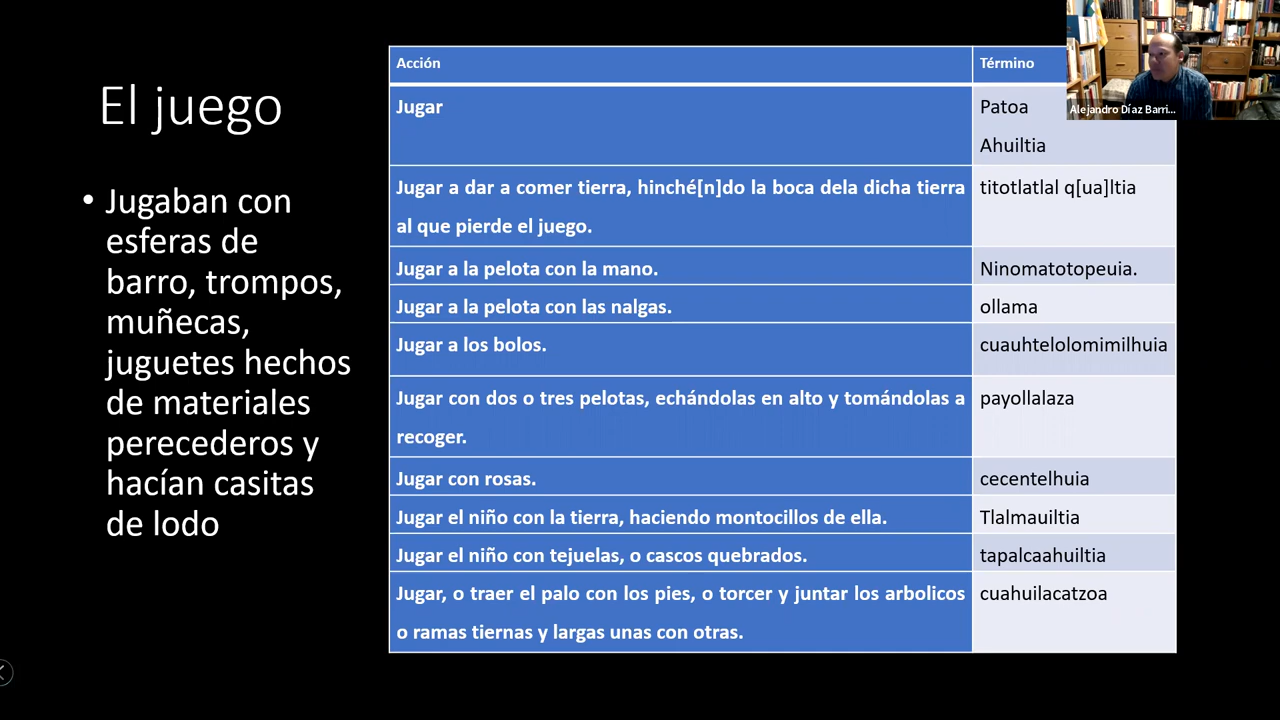 El juego
• Jugaban con
esferas de
barro, trompos,
muñecas,
juguetes hechos
de materiales
perecederos y
hacían casitas
de lodo
Acción
Término
Jugar
Patoa
Ahuiltia
Jugar a dar a comer tierra, hinché[n]do la boca dela dicha tierra
al que pierde el juego.
titotlatlal q[ua]ltia
Jugar a la pelota con la mano.
Ninomatotopeuia.
Jugar a la pelota con las nalgas.
ollama
Jugar a los bolos.
cuauhtelolomimilhuia
Jugar con dos o tres pelotas, echándolas en alto y tomándolas a
recoger.
payollalaza
Jugar con rosas.
cecentelhuia
Jugar el niño con la tierra, haciendo montocillos de ella.
Tlalmauiltia
Jugar el niño con tejuelas, o cascos quebrados.
tapalcaahuiltia
Jugar, o traer el palo con los pies, o torcer y juntar los arbolicos
o ramas tiernas y largas unas con otras.
cuahuilacatzoa
Alejandro Díaz Barri...